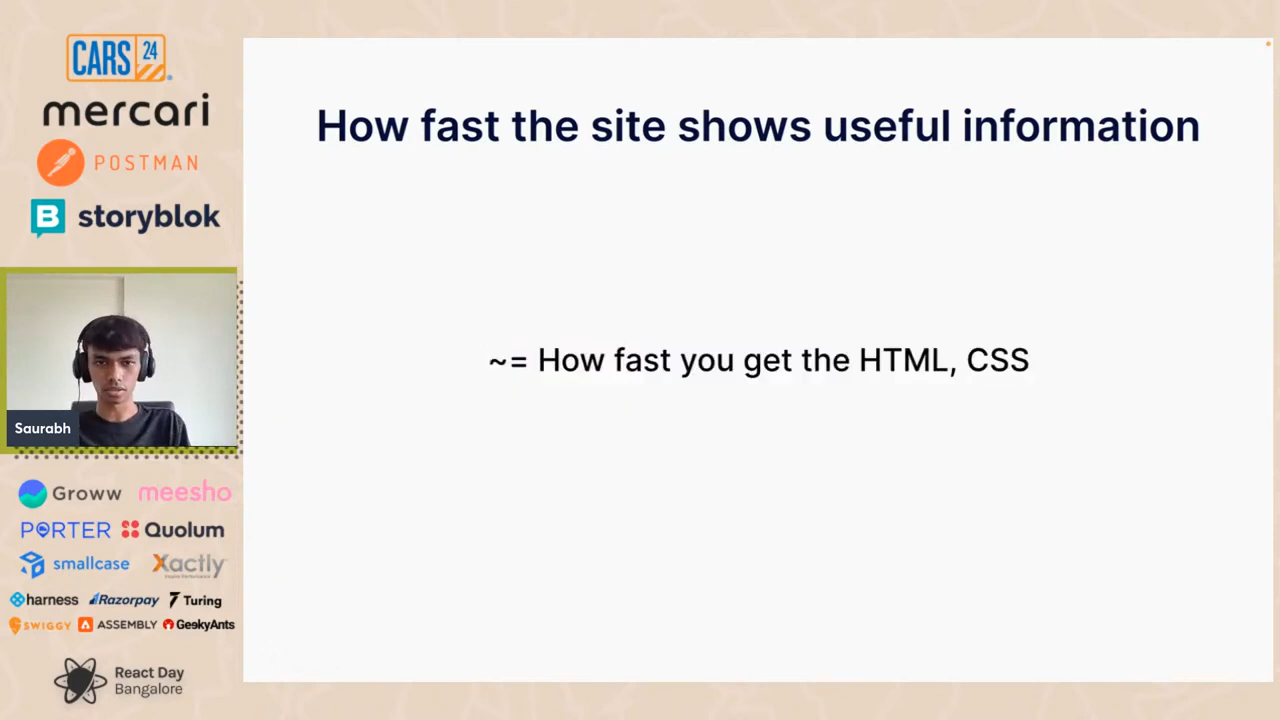 CARS 24
mercari
POSTMAN
storyblok
Saurabh
Groww meesho
PORTER Quolum
smallcase Xactly
harness Razorpay Turing
SWIGGY ASSEMBLY GeekyAnts
React Day
Bangalore
How fast the site shows useful information
~= How fast you get the HTML, CSS